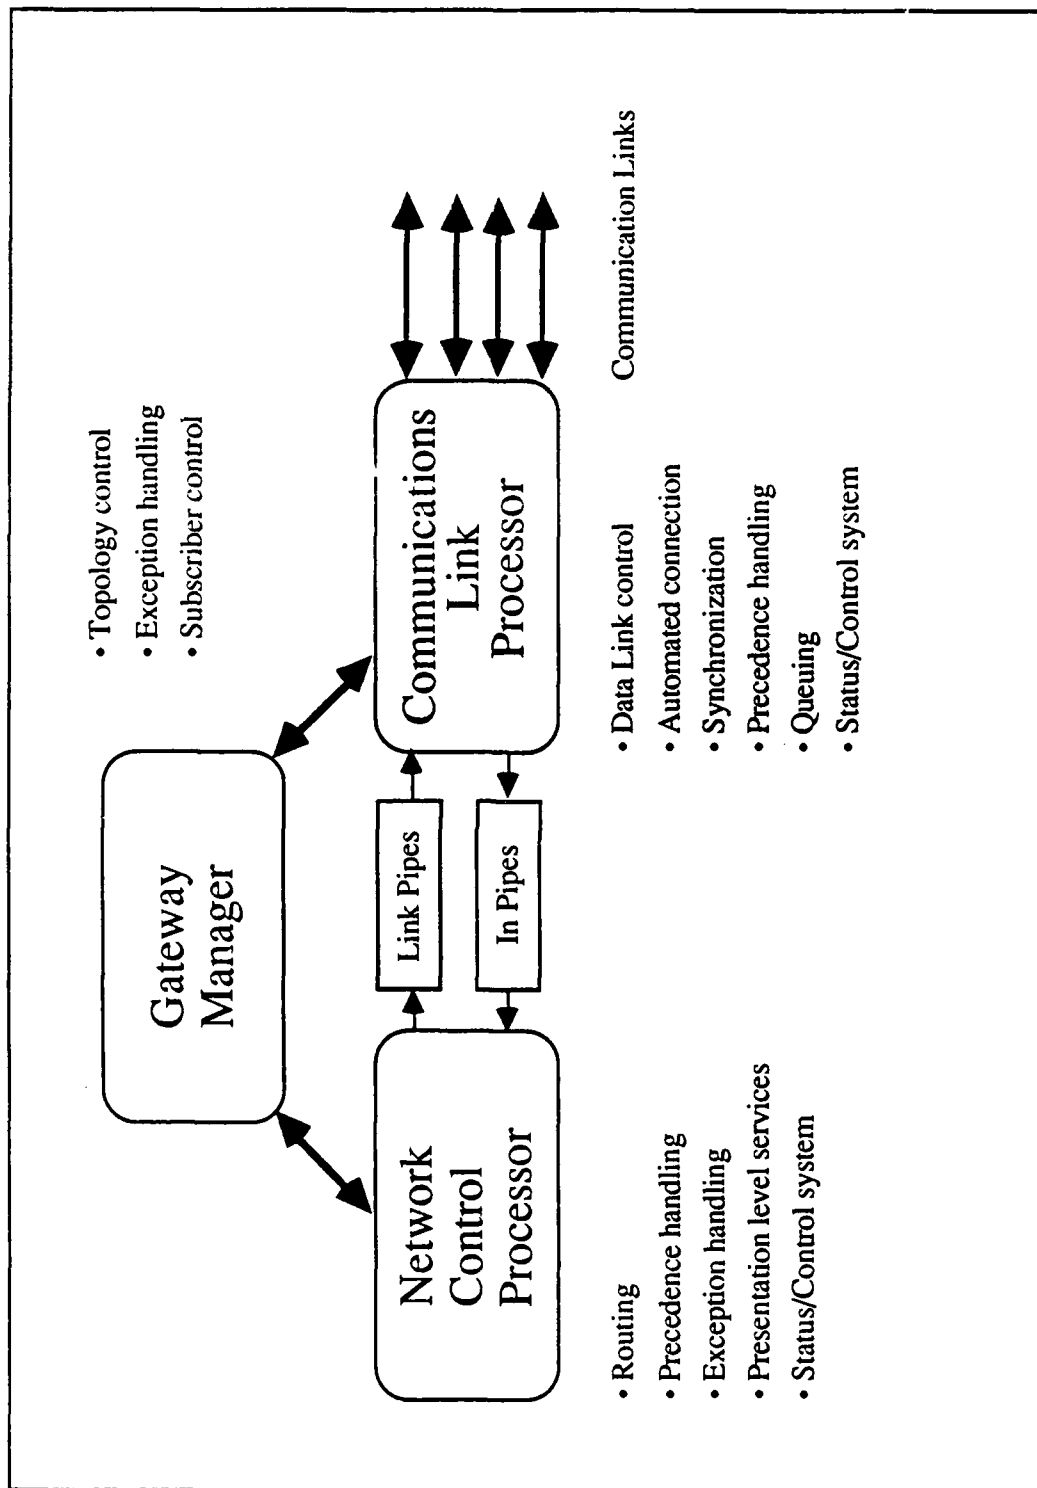 Gateway
Manager
• Topology control
• Exception handling
• Subscriber control
Network
Control
Processor
Link Pipes
In Pipes
Communications
Link
Processor
Communication Links
• Routing
• Precedence handling
• Exception handling
• Presentation level services
• Status/Control system
• Data Link control
• Automated connection
• Synchronization
• Precedence handling
• Queuing
• Status/Control system